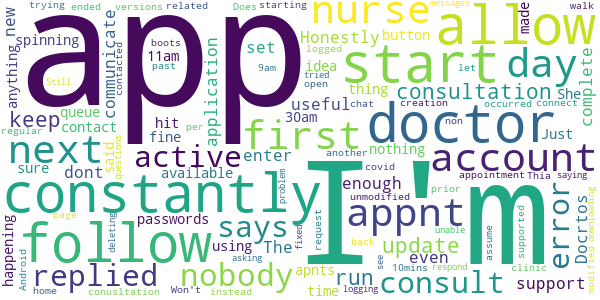 trying
ended
versions
related
Does
starting
messages
app
nurse
allow
made
walk
anything
new
spinning
boots
11am
past
9am
contacted
Still
communicate
application
set
logged
Honestly
button
tried
open
let
idea
start
day
keep
queue
contact
hit
fine
per
useful
30am
chat
creation
occurred
connect
consultation
thing
She
complete
doctor
Just
regular
said
questions
first
nothing
non
another
next
active
enter
covid
appointment
Thia
saying
account
sure
dont
available
problem
prior
enough
unmodified
Docrtos
constantly
I'm
error
passwords
request
fixed
appnt
happening
Android
page
deleting
says
using
The
back
unable
supported
assume
follow
asking
update
even
clinic
replied
nobody
apnts
time
run
10mins
see
respond
consult
support
modified
downloading
home
conusltation
Won't
instead
logging